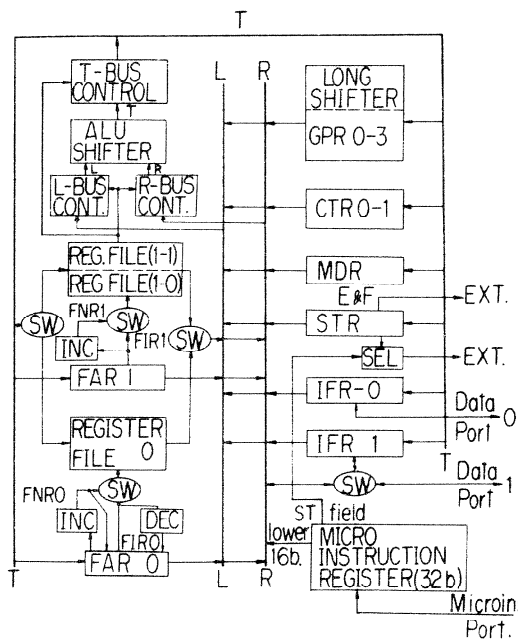 T
L
R
T-BUS
CONTROL
T
ALU
SHIFTER
L
R
L-BUS
CONT.
R-BUS
CONT.
REG.FILE(1-1)
REG.FILE(1-0)
FNR1
SW
SW
SW
INC
FIR1
FAR 1
REGISTER
FILE 0
FNR0
SW
INC
DEC
FIR0
FAR 0
T
L
R
LONG
SHIFTER
GPR 0-3
CTR 0-1
MDR
E&F
EXT.
STR
SEL
EXT.
IFR-0
Data
Port
0
IFR 1
T
SW
Data
Port
1
ST field
lower
16b.
MICRO
INSTRUCTION
REGISTER(32b)
Microin
Port.